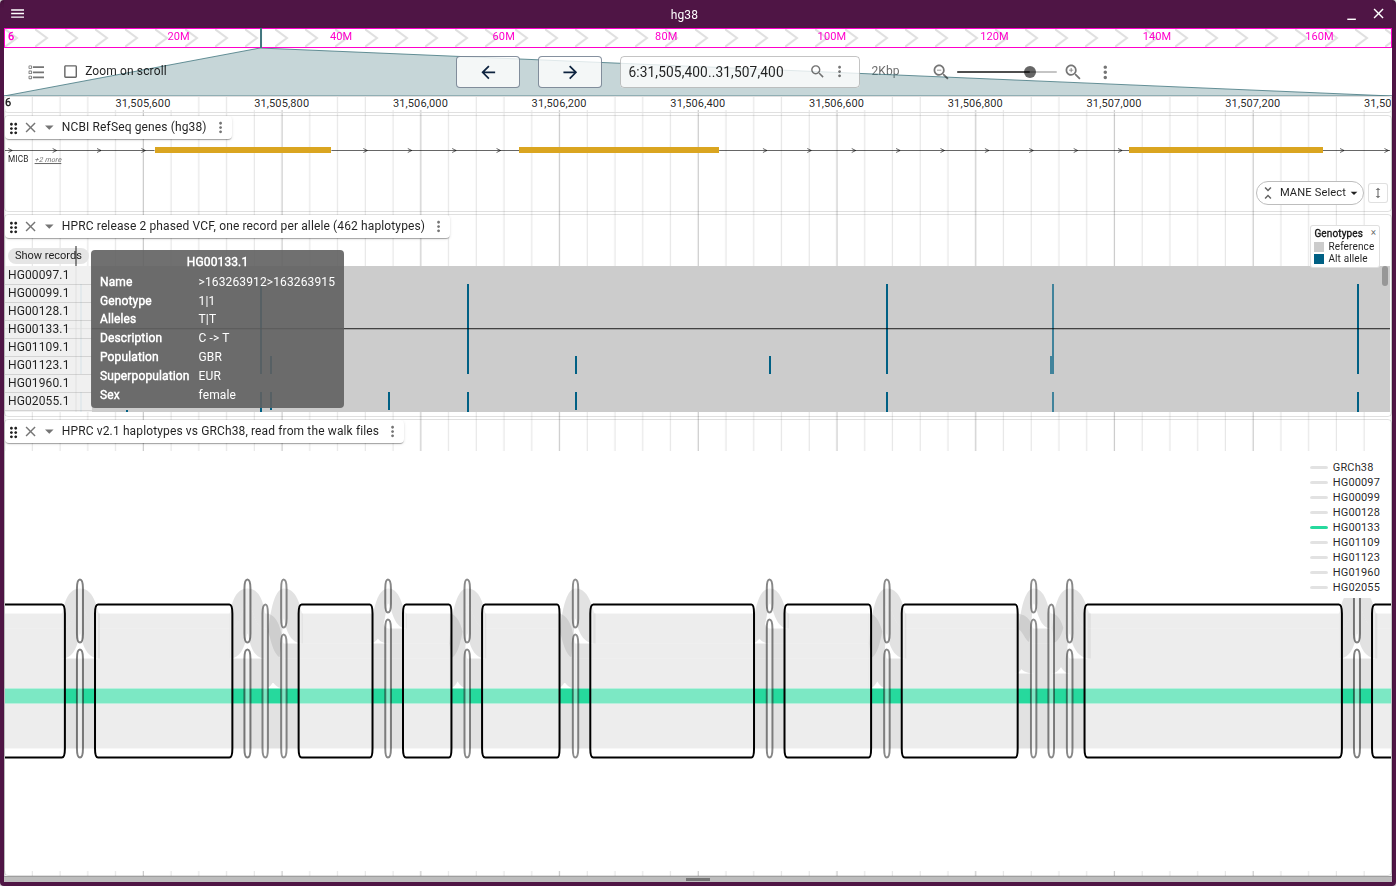 hg38
6 20M 40M 60M 80M 100M 120M 140M 160M
Zoom on scroll 6:31,505,400..31,507,400 2Kbp
6 31,505,600 31,505,800 31,506,000 31,506,200 31,506,400 31,506,600 31,506,800 31,507,000 31,507,200 31,50
NCBI RefSeq genes (hg38)
MICB +2 more
MANE Select
HPRC release 2 phased VCF, one record per allele (462 haplotypes)
Genotypes x
Reference
Alt allele
Show records
HG00097.1
HG00099.1
HG00128.1
HG00133.1
HG01109.1
HG01123.1
HG01960.1
HG02055.1
HG00133.1
Name >163263912>163263915
Genotype 1|1
Alleles T|T
Description C -> T
Population GBR
Superpopulation EUR
Sex female
HPRC v2.1 haplotypes vs GRCh38, read from the walk files
GRCh38
HG00097
HG00099
HG00128
HG00133
HG01109
HG01123
HG01960
HG02055